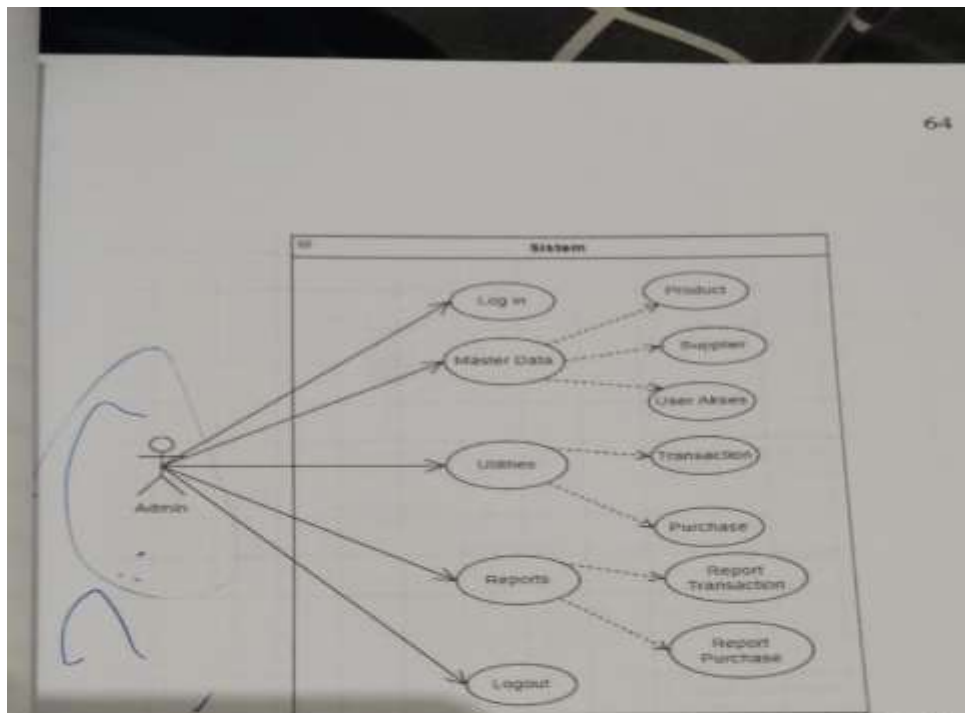 64
Sistem
Log in
Product
Master Data
Supplier
User Akses
Admin
Utilities
Transaction
Purchase
Reports
Report
Transaction
Report
Purchase
Logout